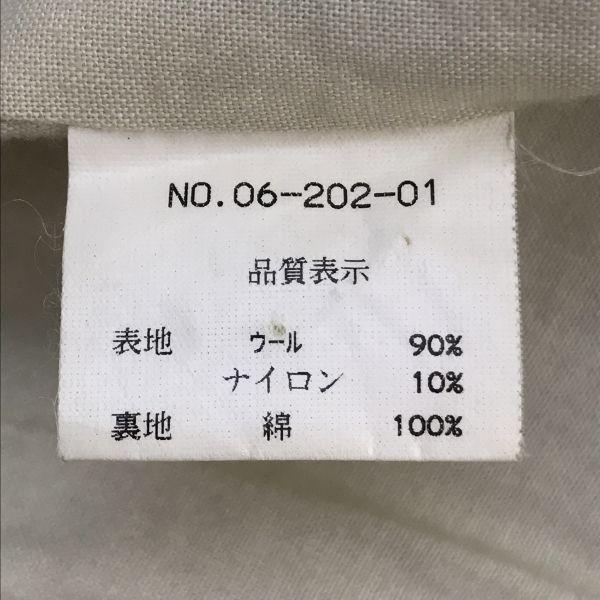 NO.06-202-01
品質表示
表地 ウール 90%
ナイロン 10%
裏地 綿 100%